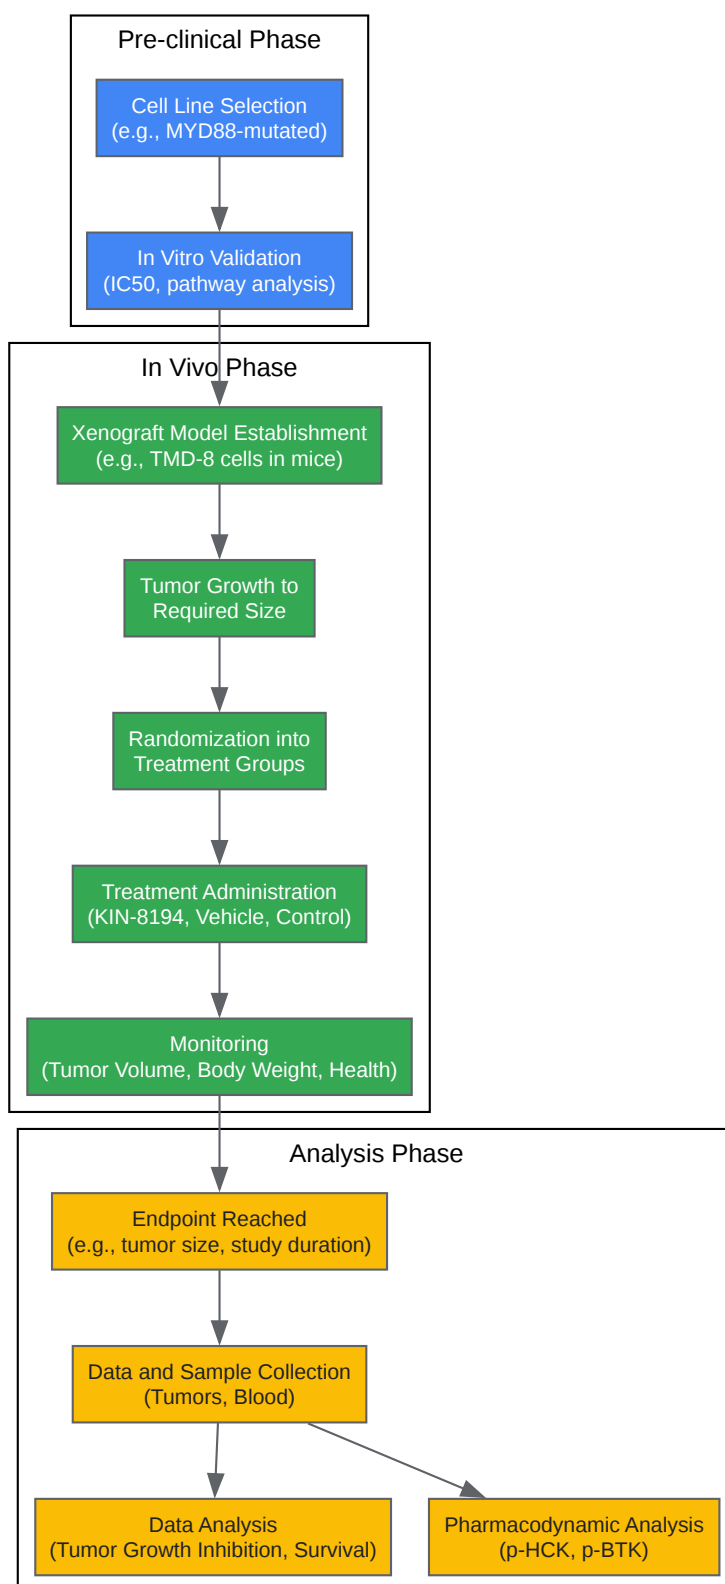 Pre-clinical Phase
Cell Line Selection
(e.g., MYD88-mutated)
In Vitro Validation
(IC50, pathway analysis)
In Vivo Phase
Xenograft Model Establishment
(e.g., TMD-8 cells in mice)
Tumor Growth to
Required Size
Randomization into
Treatment Groups
Treatment Administration
(KIN-8194, Vehicle, Control)
Monitoring
(Tumor Volume, Body Weight, Health)
Analysis Phase
Endpoint Reached
(e.g., tumor size, study duration)
Data and Sample Collection
(Tumors, Blood)
Data Analysis
(Tumor Growth Inhibition, Survival)
Pharmacodynamic Analysis
(p-HCK, p-BTK)